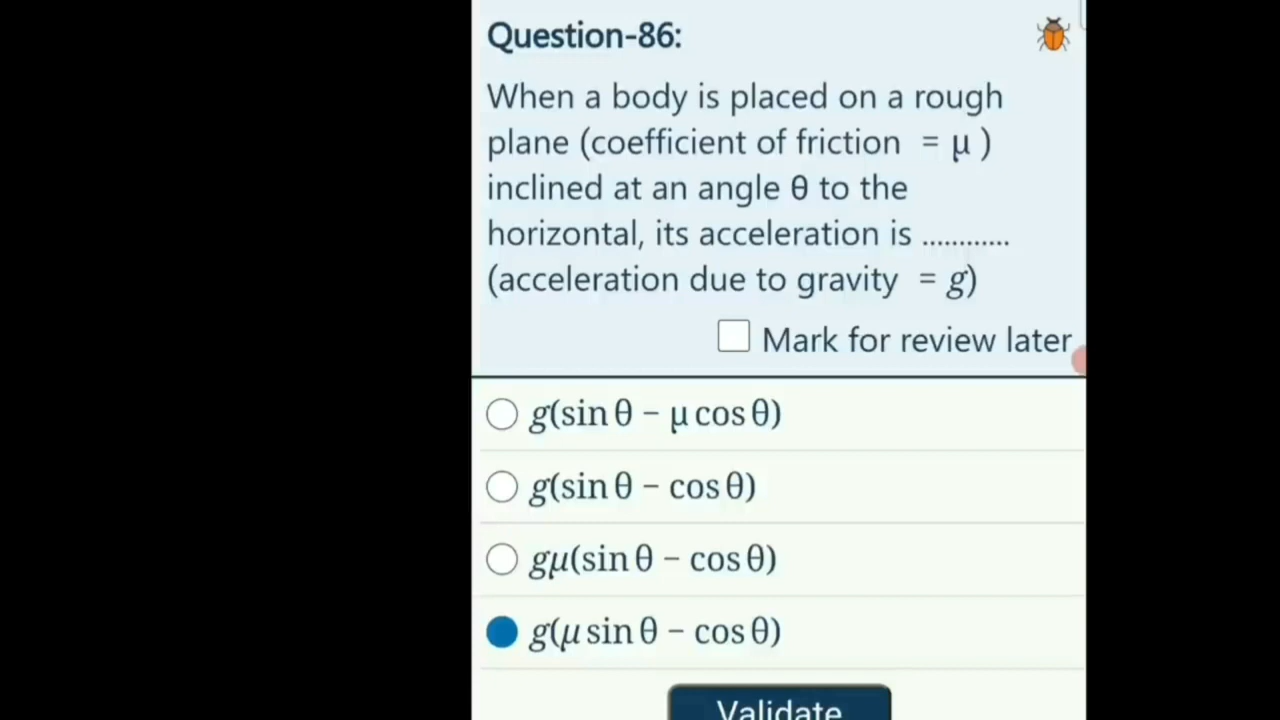 Question-86:
When a body is placed on a rough
plane (coefficient of friction = μ )
inclined at an angle θ to the
horizontal, its acceleration is ............
(acceleration due to gravity = g)
Mark for review later
g(sin θ − μ cos θ)
g(sin θ − cos θ)
gμ(sin θ − cos θ)
g(μ sin θ − cos θ)
Validate